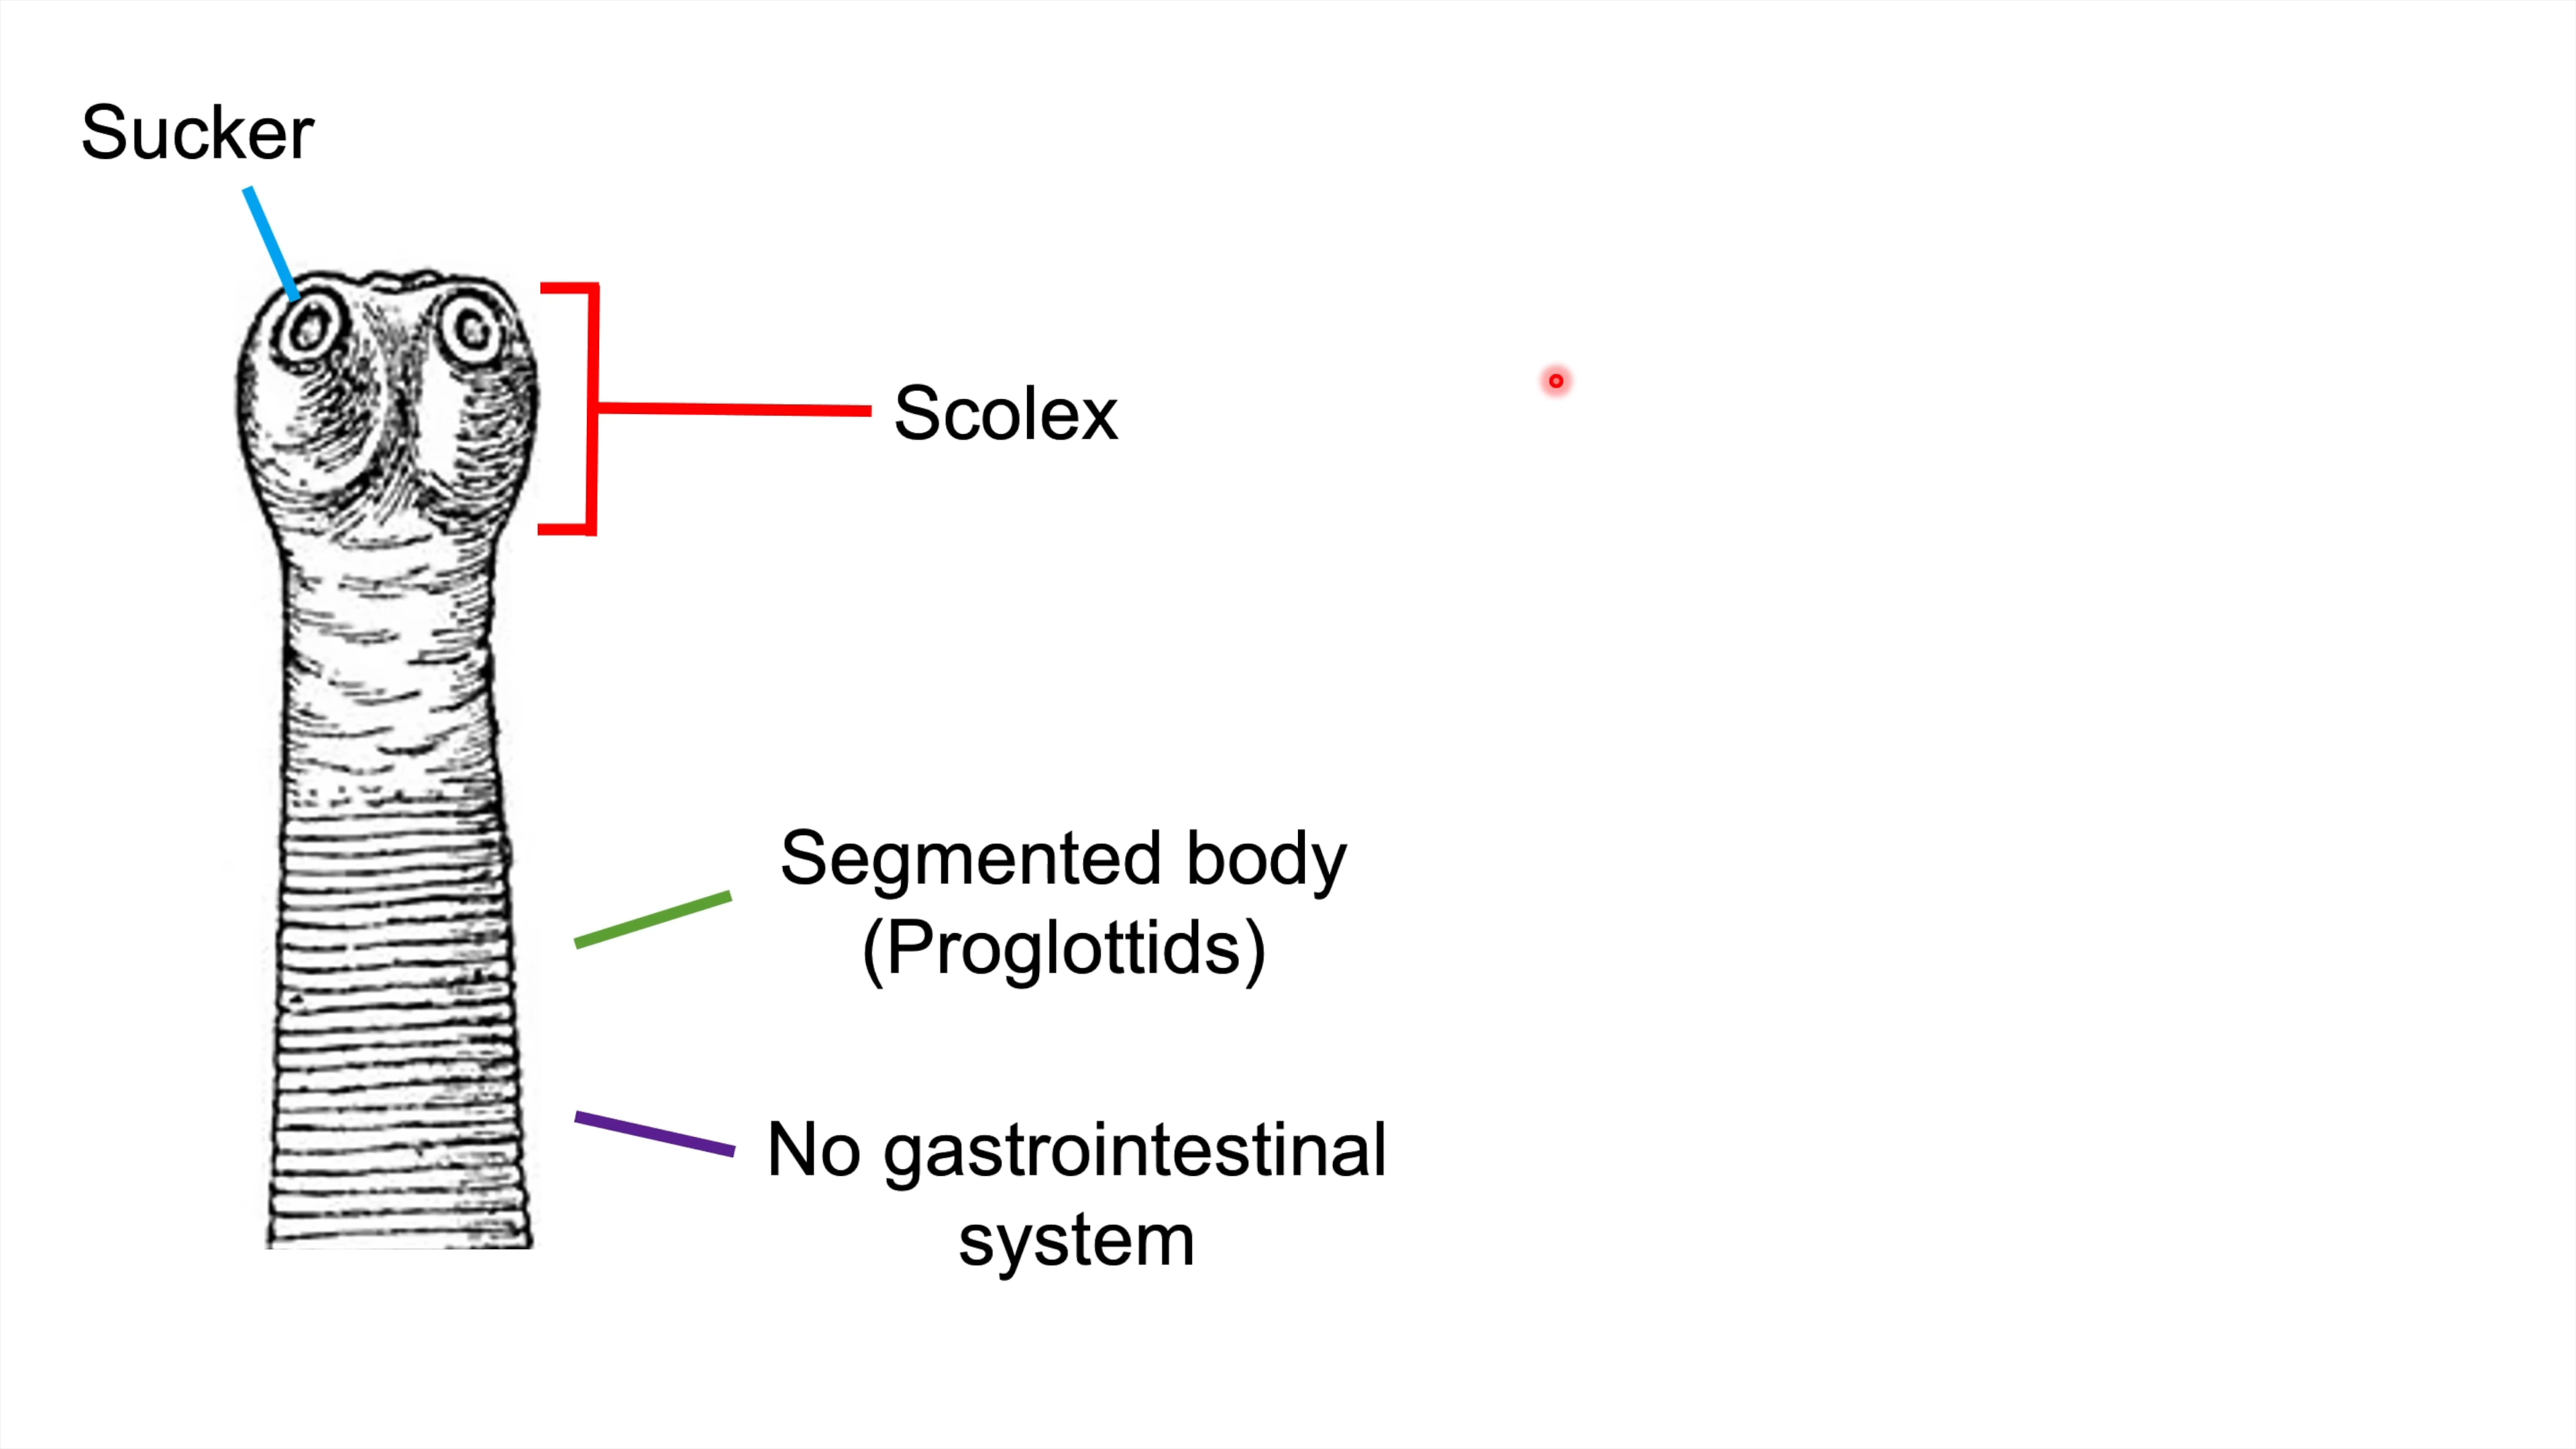 Sucker
Scolex
Segmented body
(Proglottids)
No gastrointestinal
system